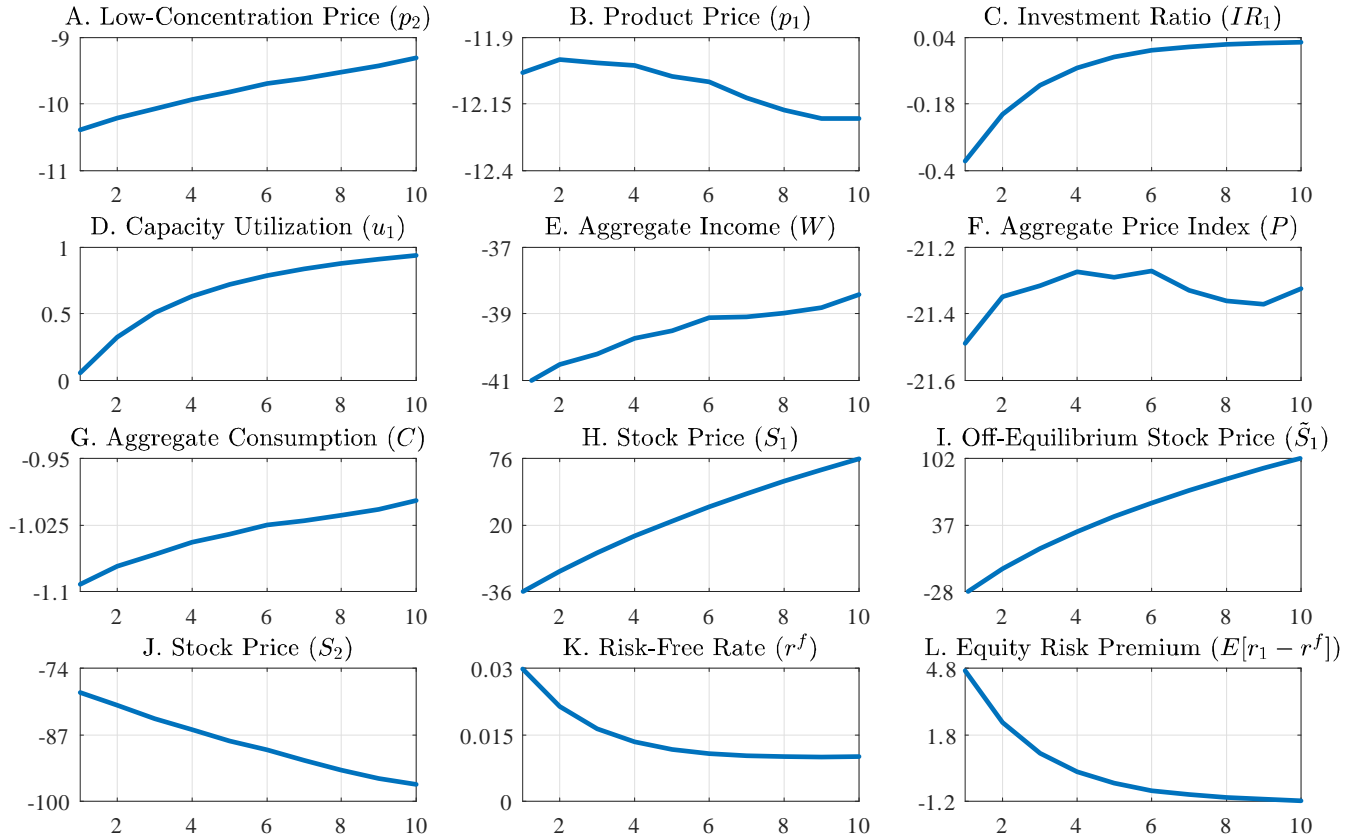 A. Low-Concentration Price (p₂)
-9
-10
-11
2 4 6 8 10
B. Product Price (p₁)
-11.9
-12.15
-12.4
2 4 6 8 10
C. Investment Ratio (IR₁)
0.04
-0.18
-0.4
2 4 6 8 10
D. Capacity Utilization (u₁)
1
0.5
0
2 4 6 8 10
E. Aggregate Income (W)
-37
-39
-41
2 4 6 8 10
F. Aggregate Price Index (P)
-21.2
-21.4
-21.6
2 4 6 8 10
G. Aggregate Consumption (C)
-0.95
-1.025
-1.1
2 4 6 8 10
H. Stock Price (S₁)
76
20
-36
2 4 6 8 10
I. Off-Equilibrium Stock Price (S̃₁)
102
37
-28
2 4 6 8 10
J. Stock Price (S₂)
-74
-87
-100
2 4 6 8 10
K. Risk-Free Rate (rᶠ)
0.03
0.015
0
2 4 6 8 10
L. Equity Risk Premium (E[r₁ − rᶠ])
4.8
1.8
-1.2
2 4 6 8 10